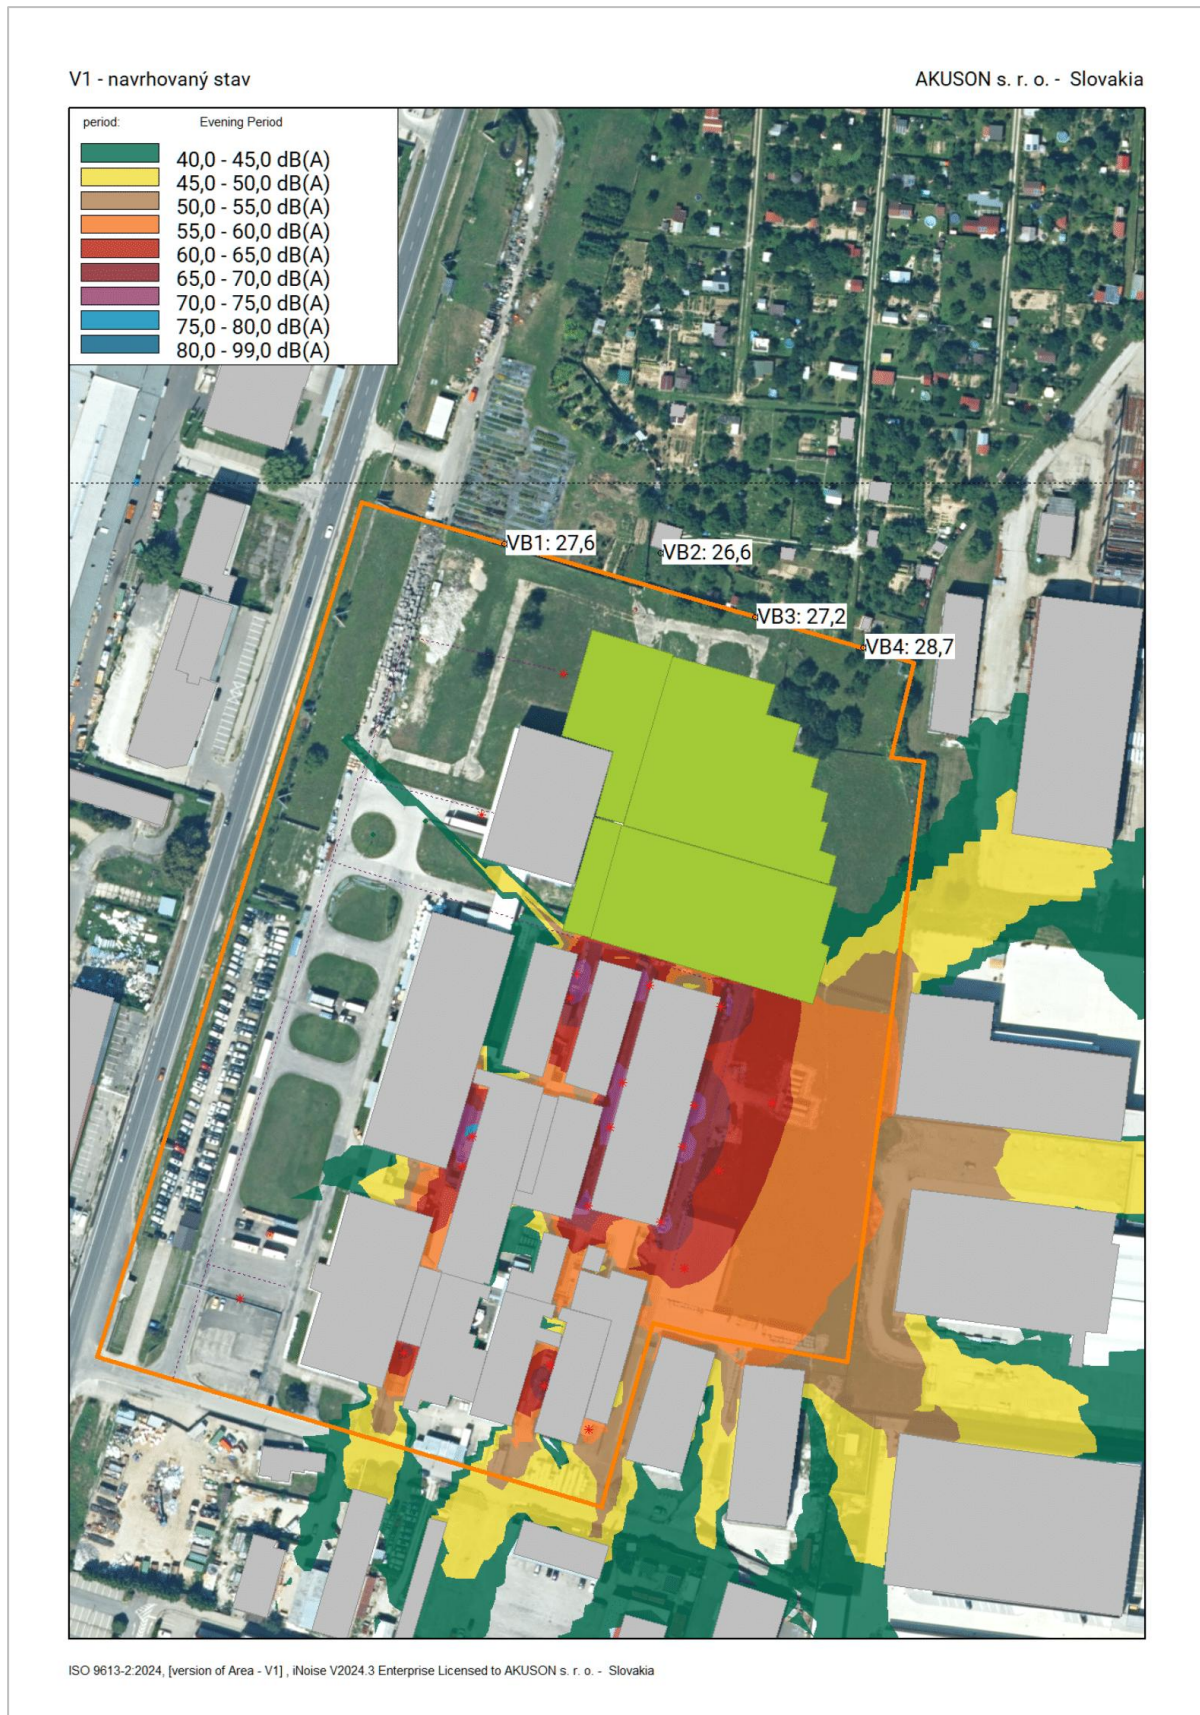 V1 - navrhovaný stav
AKUSON s. r. o. - Slovakia
period:
Evening Period
40,0 - 45,0 dB(A)
45,0 - 50,0 dB(A)
50,0 - 55,0 dB(A)
55,0 - 60,0 dB(A)
60,0 - 65,0 dB(A)
65,0 - 70,0 dB(A)
70,0 - 75,0 dB(A)
75,0 - 80,0 dB(A)
80,0 - 99,0 dB(A)
VB1: 27,6
VB2: 26,6
VB3: 27,2
VB4: 28,7
ISO 9613-2:2024, [version of Area - V1] , iNoise V2024.3 Enterprise Licensed to AKUSON s. r. o. - Slovakia